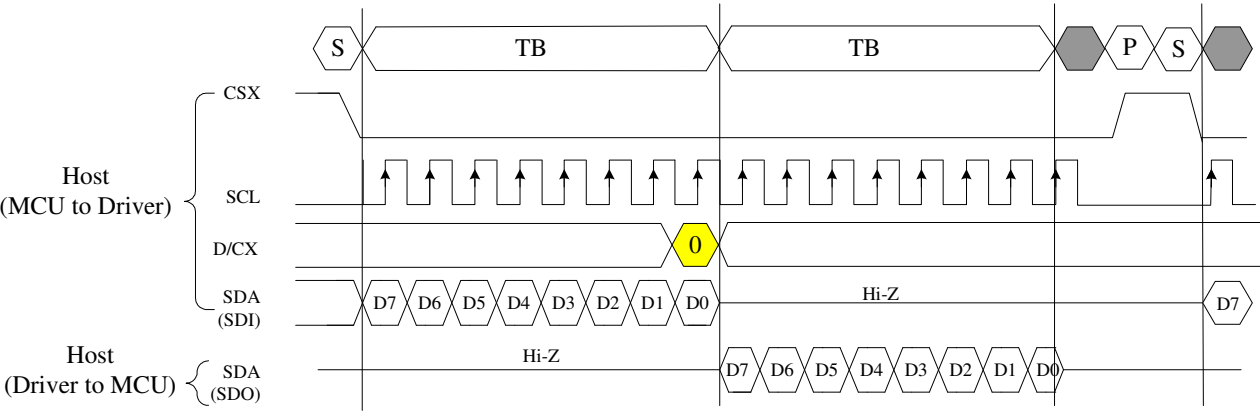 S TB TB P S
CSX
Host
(MCU to Driver)
SCL
D/CX
0
SDA
(SDI)
D7 D6 D5 D4 D3 D2 D1 D0
Hi-Z
D7
Host
(Driver to MCU)
SDA
(SDO)
Hi-Z
D7 D6 D5 D4 D3 D2 D1 D0